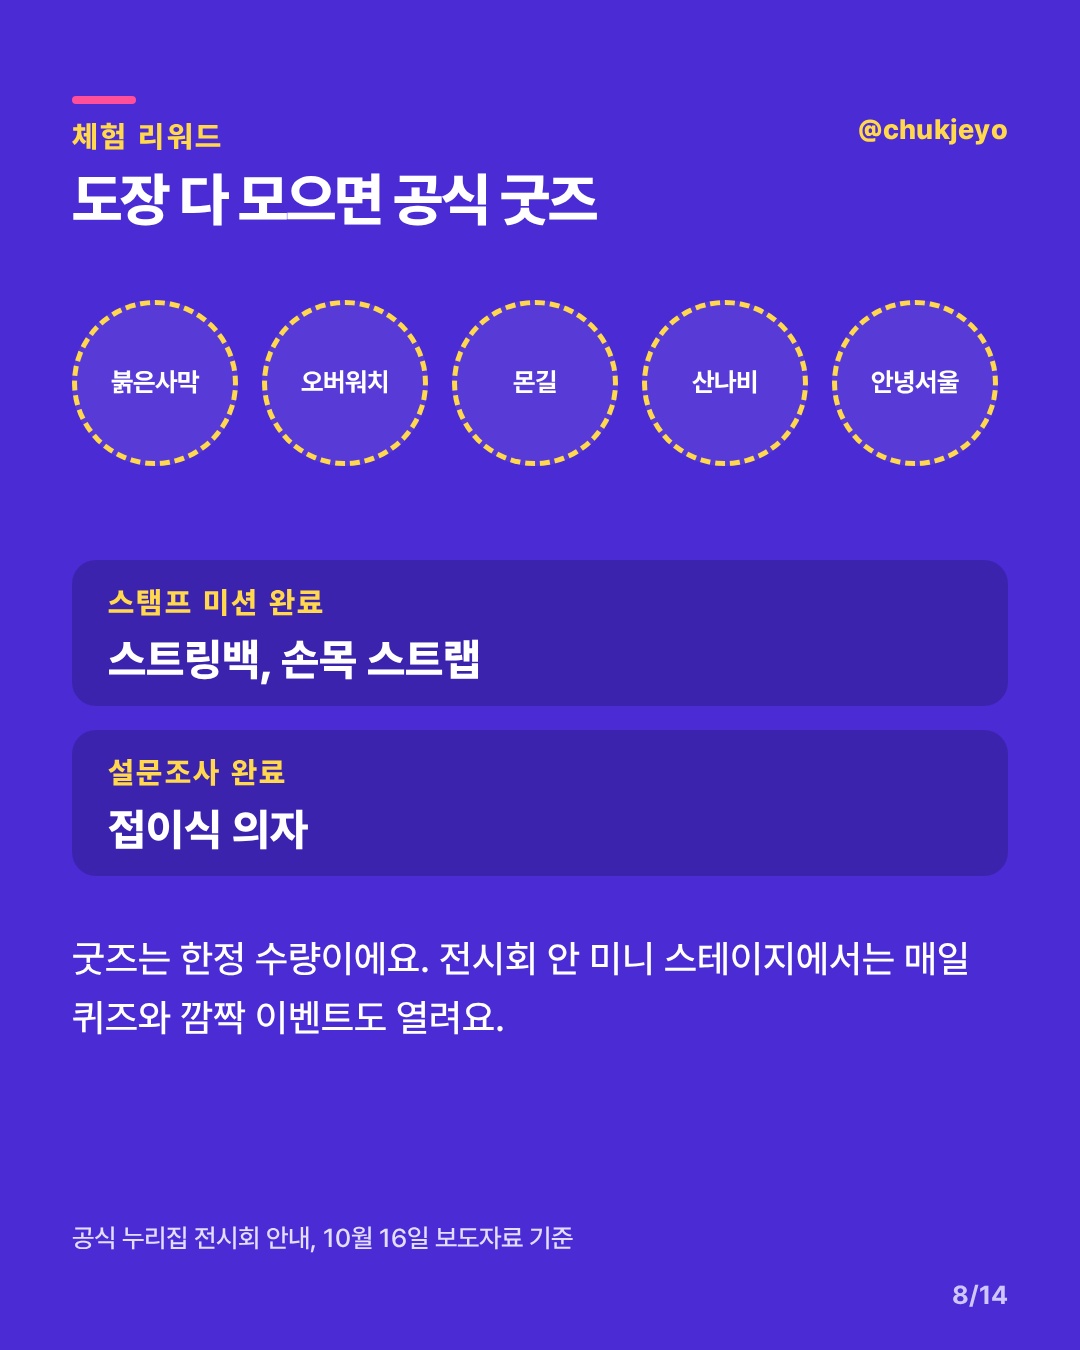 체험 리워드
@chukjeyo
도장 다 모으면 공식 굿즈
붉은사막
오버워치
몬길
산나비
안녕서울
스탬프 미션 완료
스트링백, 손목 스트랩
설문조사 완료
접이식 의자
굿즈는 한정 수량이에요. 전시회 안 미니 스테이지에서는 매일
퀴즈와 깜짝 이벤트도 열려요.
공식 누리집 전시회 안내, 10월 16일 보도자료 기준
8/14